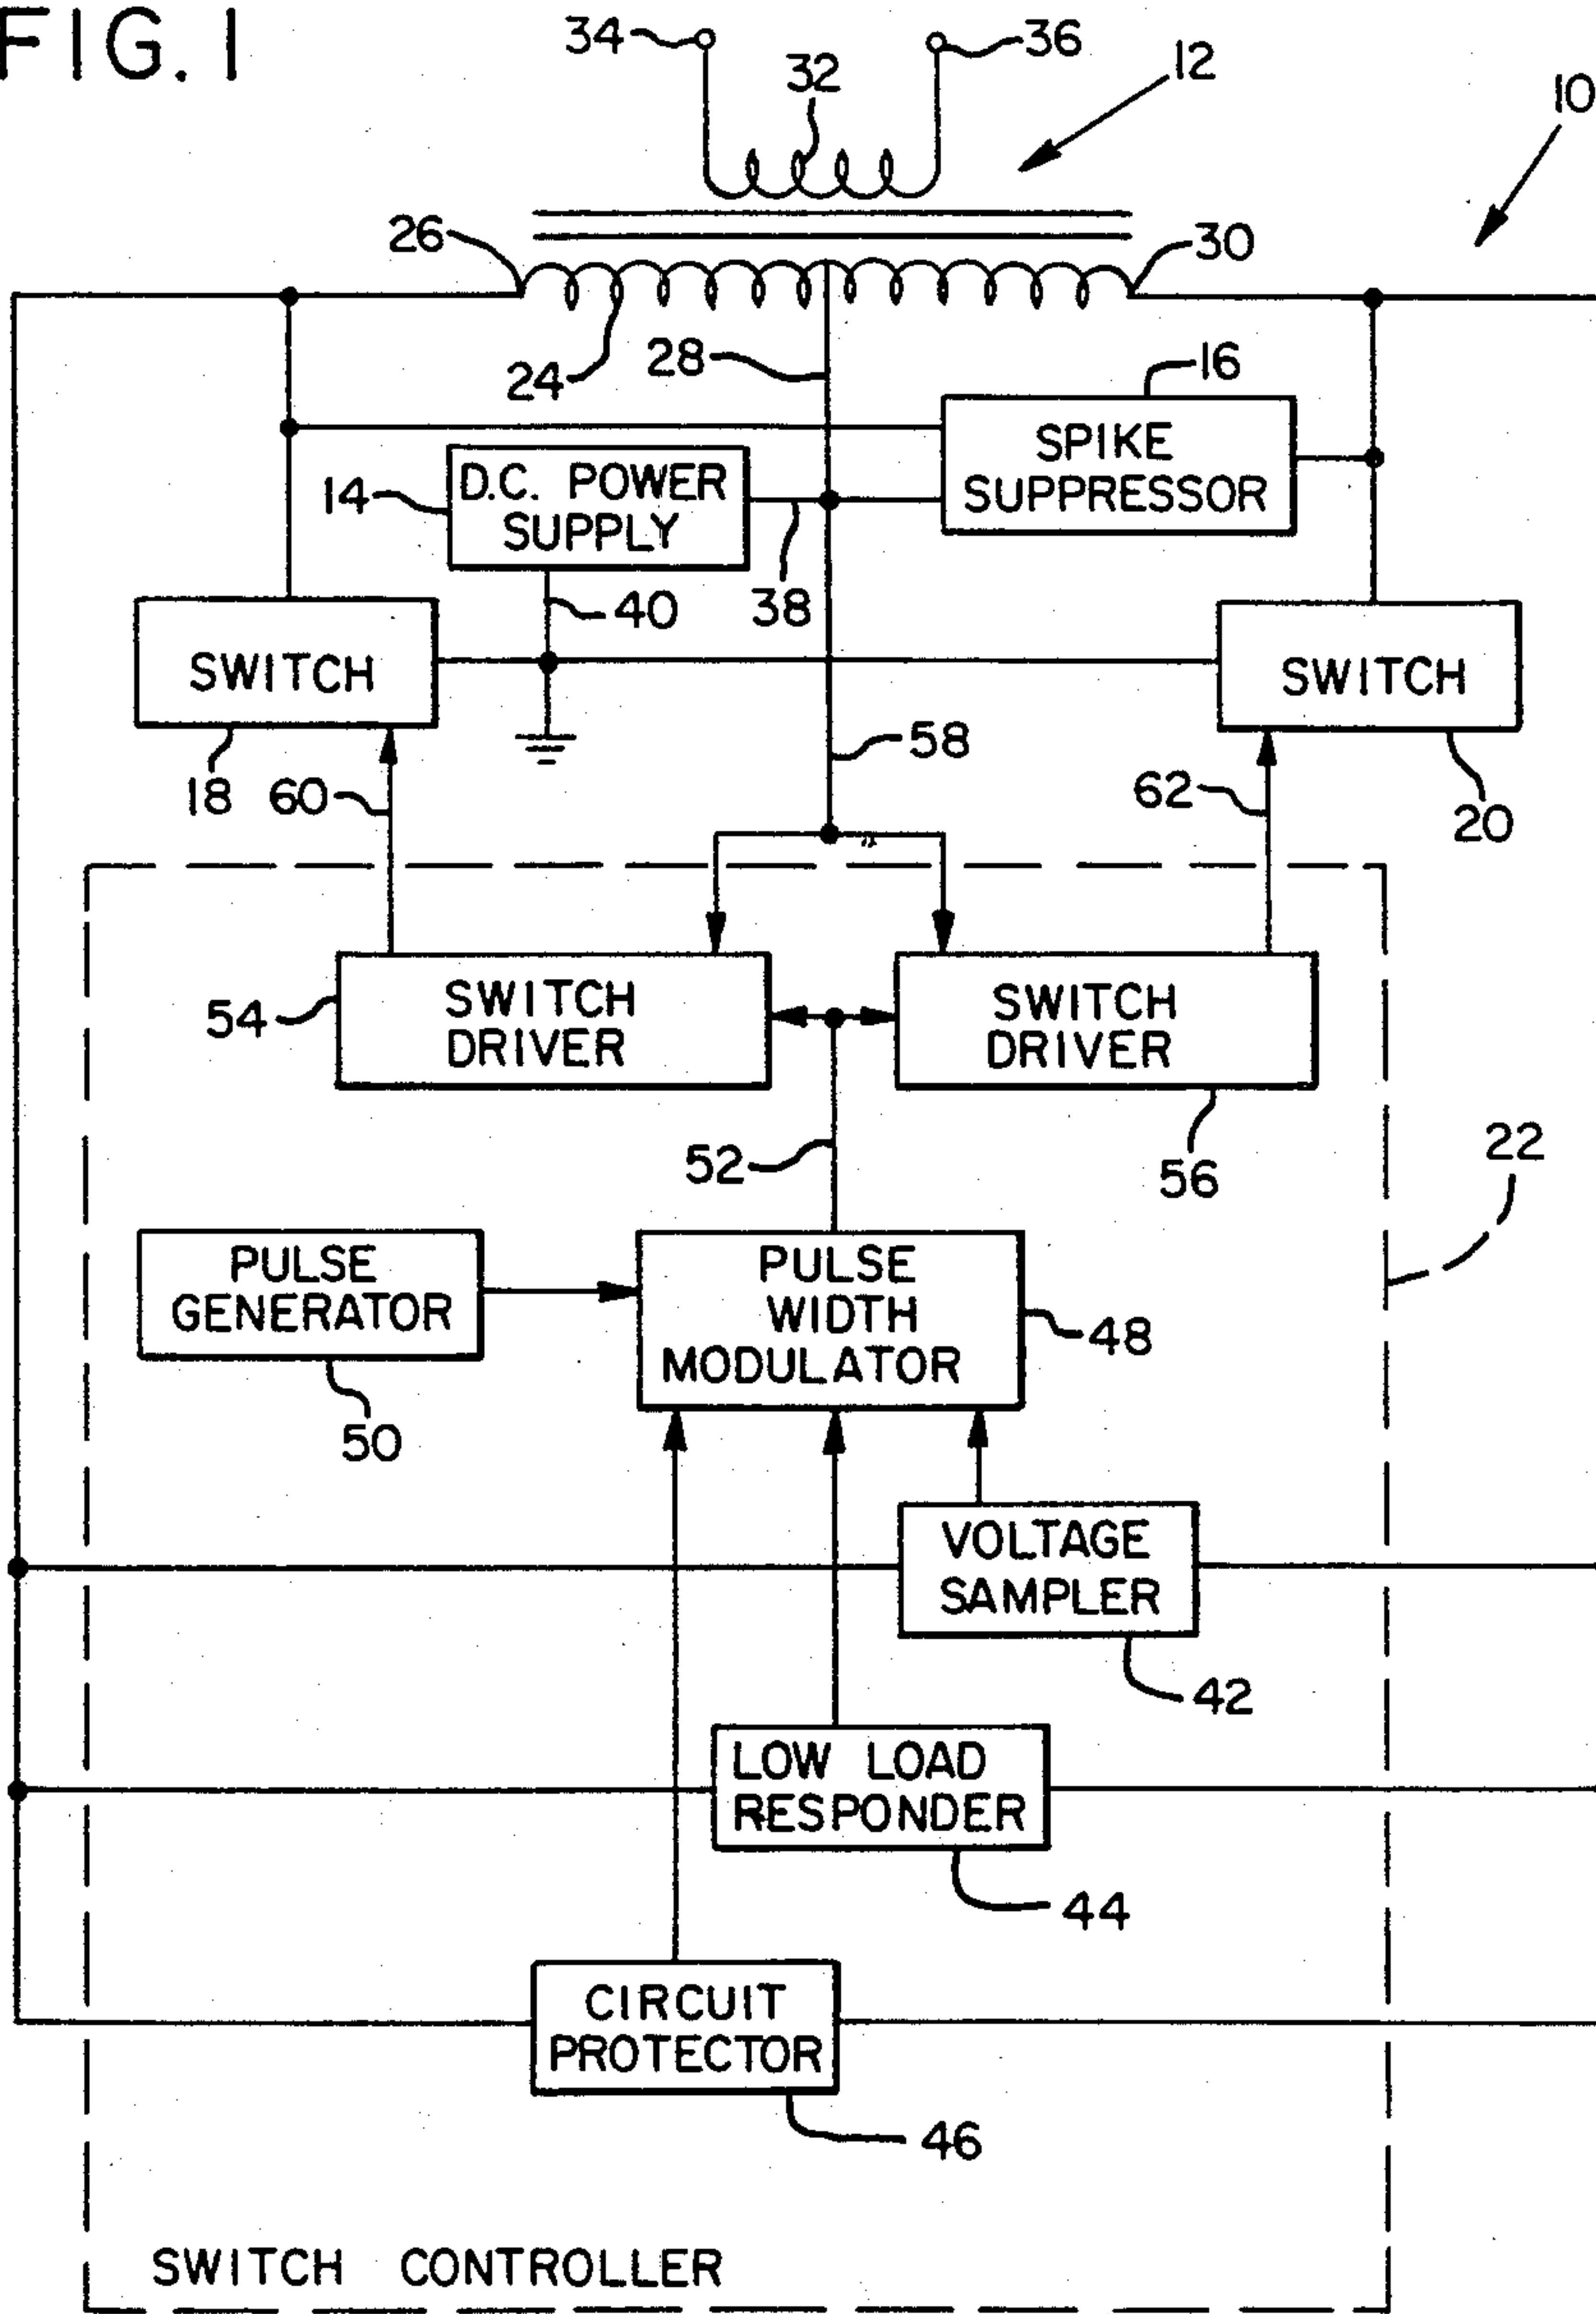 FIG. 1
34
36
32
12
10
26
30
24
28
16
SPIKE
SUPPRESSOR
14
D.C. POWER
SUPPLY
38
40
SWITCH
SWITCH
58
18
60
62
20
54
SWITCH
DRIVER
SWITCH
DRIVER
52
56
22
PULSE
GENERATOR
PULSE
WIDTH
MODULATOR
48
50
VOLTAGE
SAMPLER
42
LOW LOAD
RESPONDER
44
CIRCUIT
PROTECTOR
46
SWITCH CONTROLLER